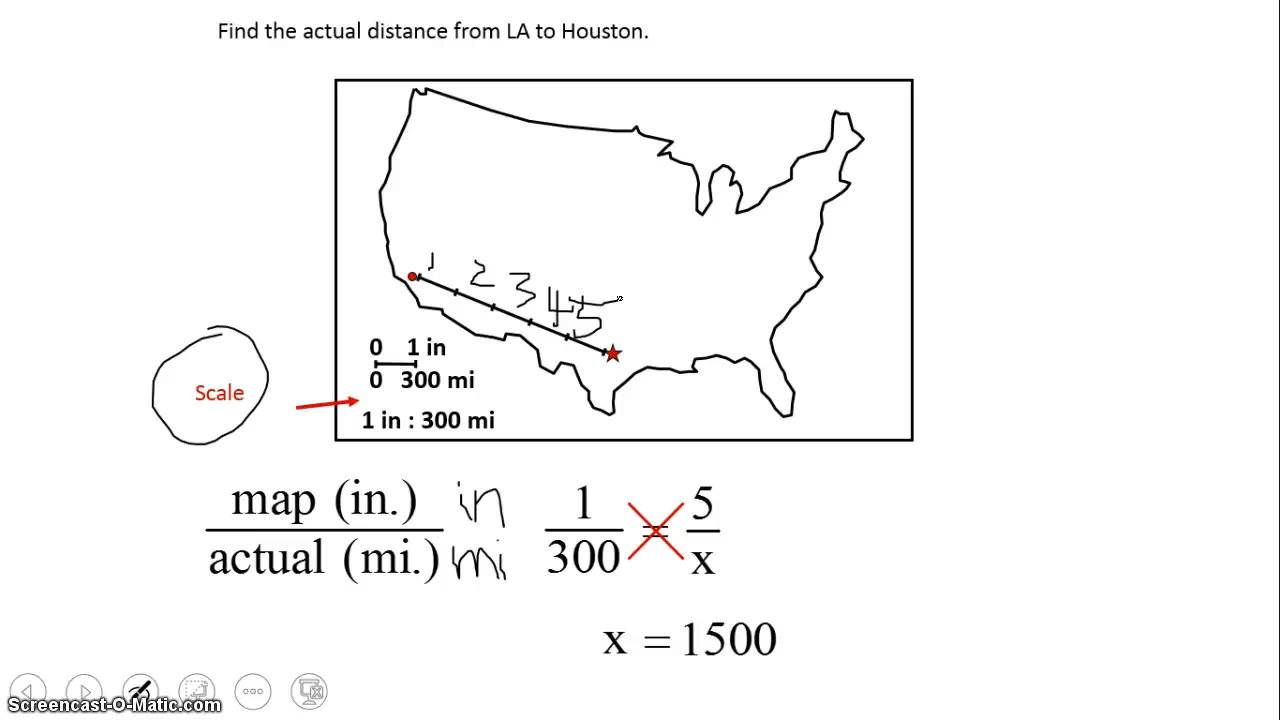 Find the actual distance from LA to Houston.
1 2 3 4 5
0 1 in
0 300 mi
1 in : 300 mi
Scale
map (in.) in 1 5
actual (mi.) mi 300 = x
x = 1500
Screencast-O-Matic.com